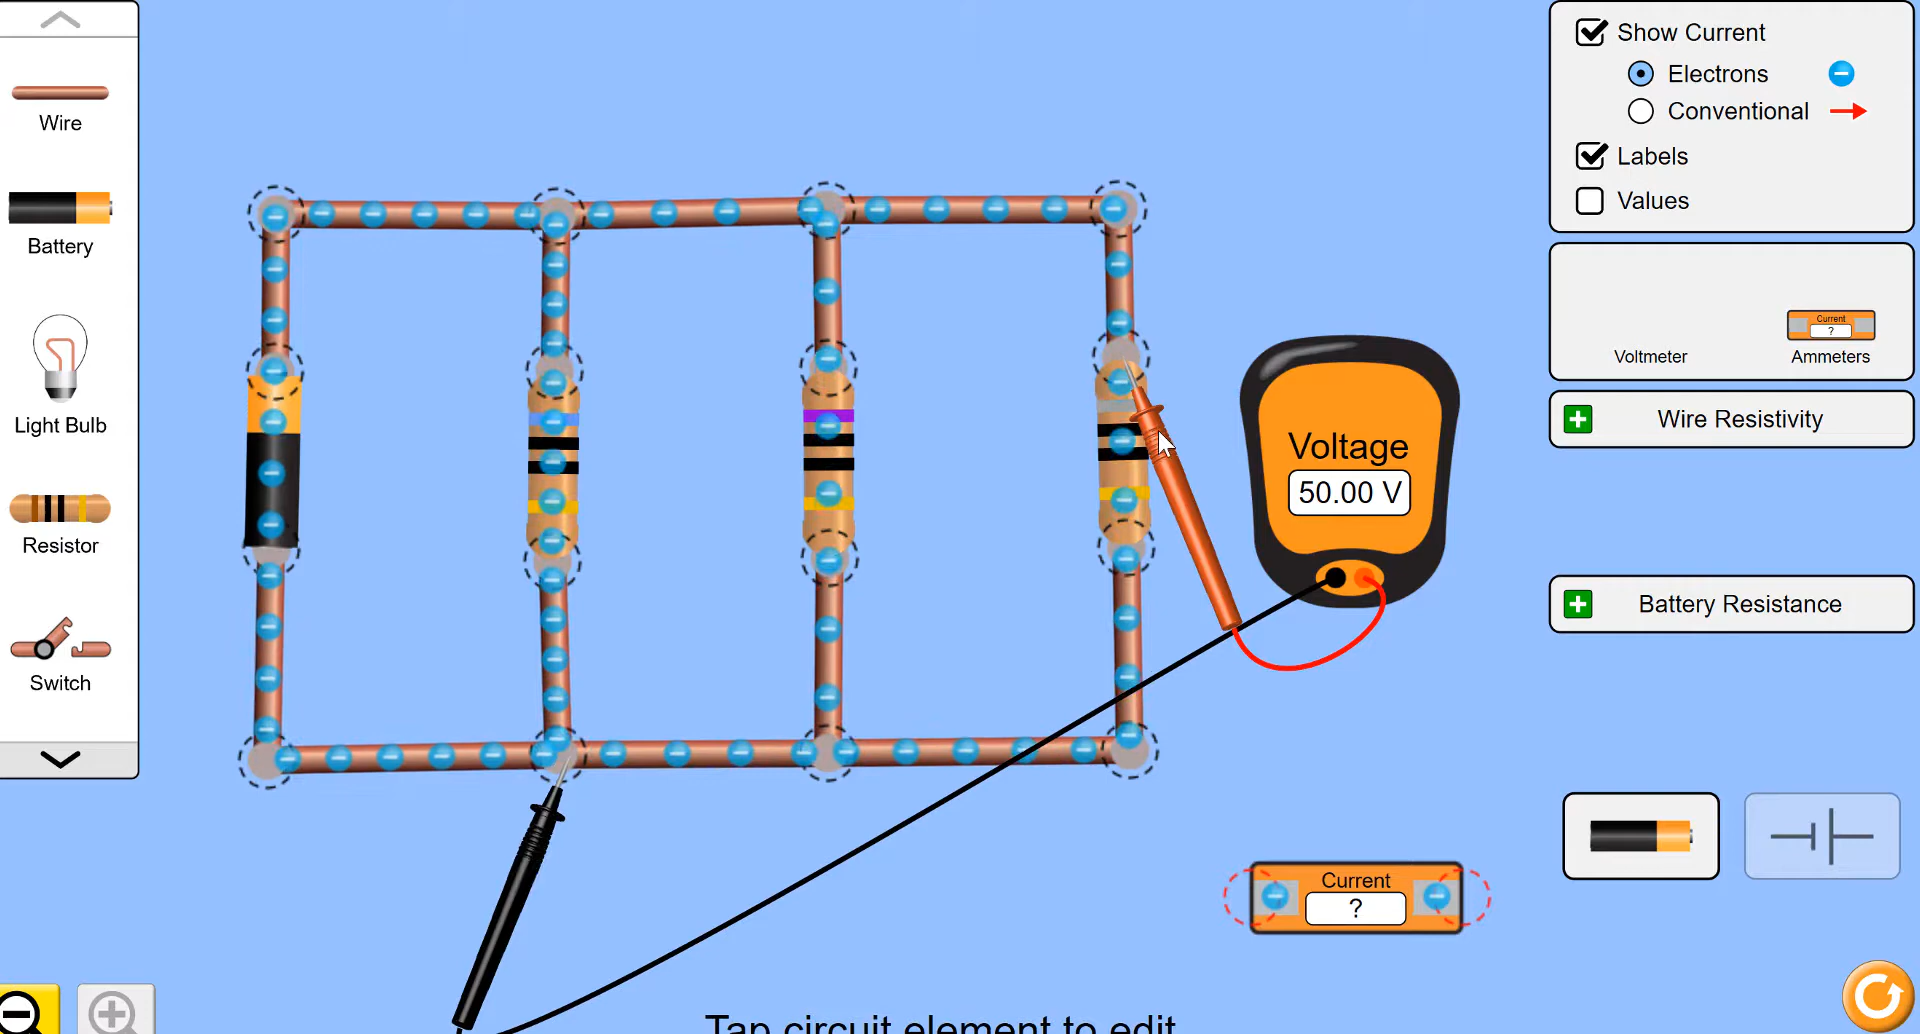 Wire
Battery
Light Bulb
Resistor
Switch
Voltage
50.00 V
Current
?
Tap circuit element to edit
Show Current
Electrons
Conventional
Labels
Values
Current
?
Voltmeter
Ammeters
Wire Resistivity
Battery Resistance